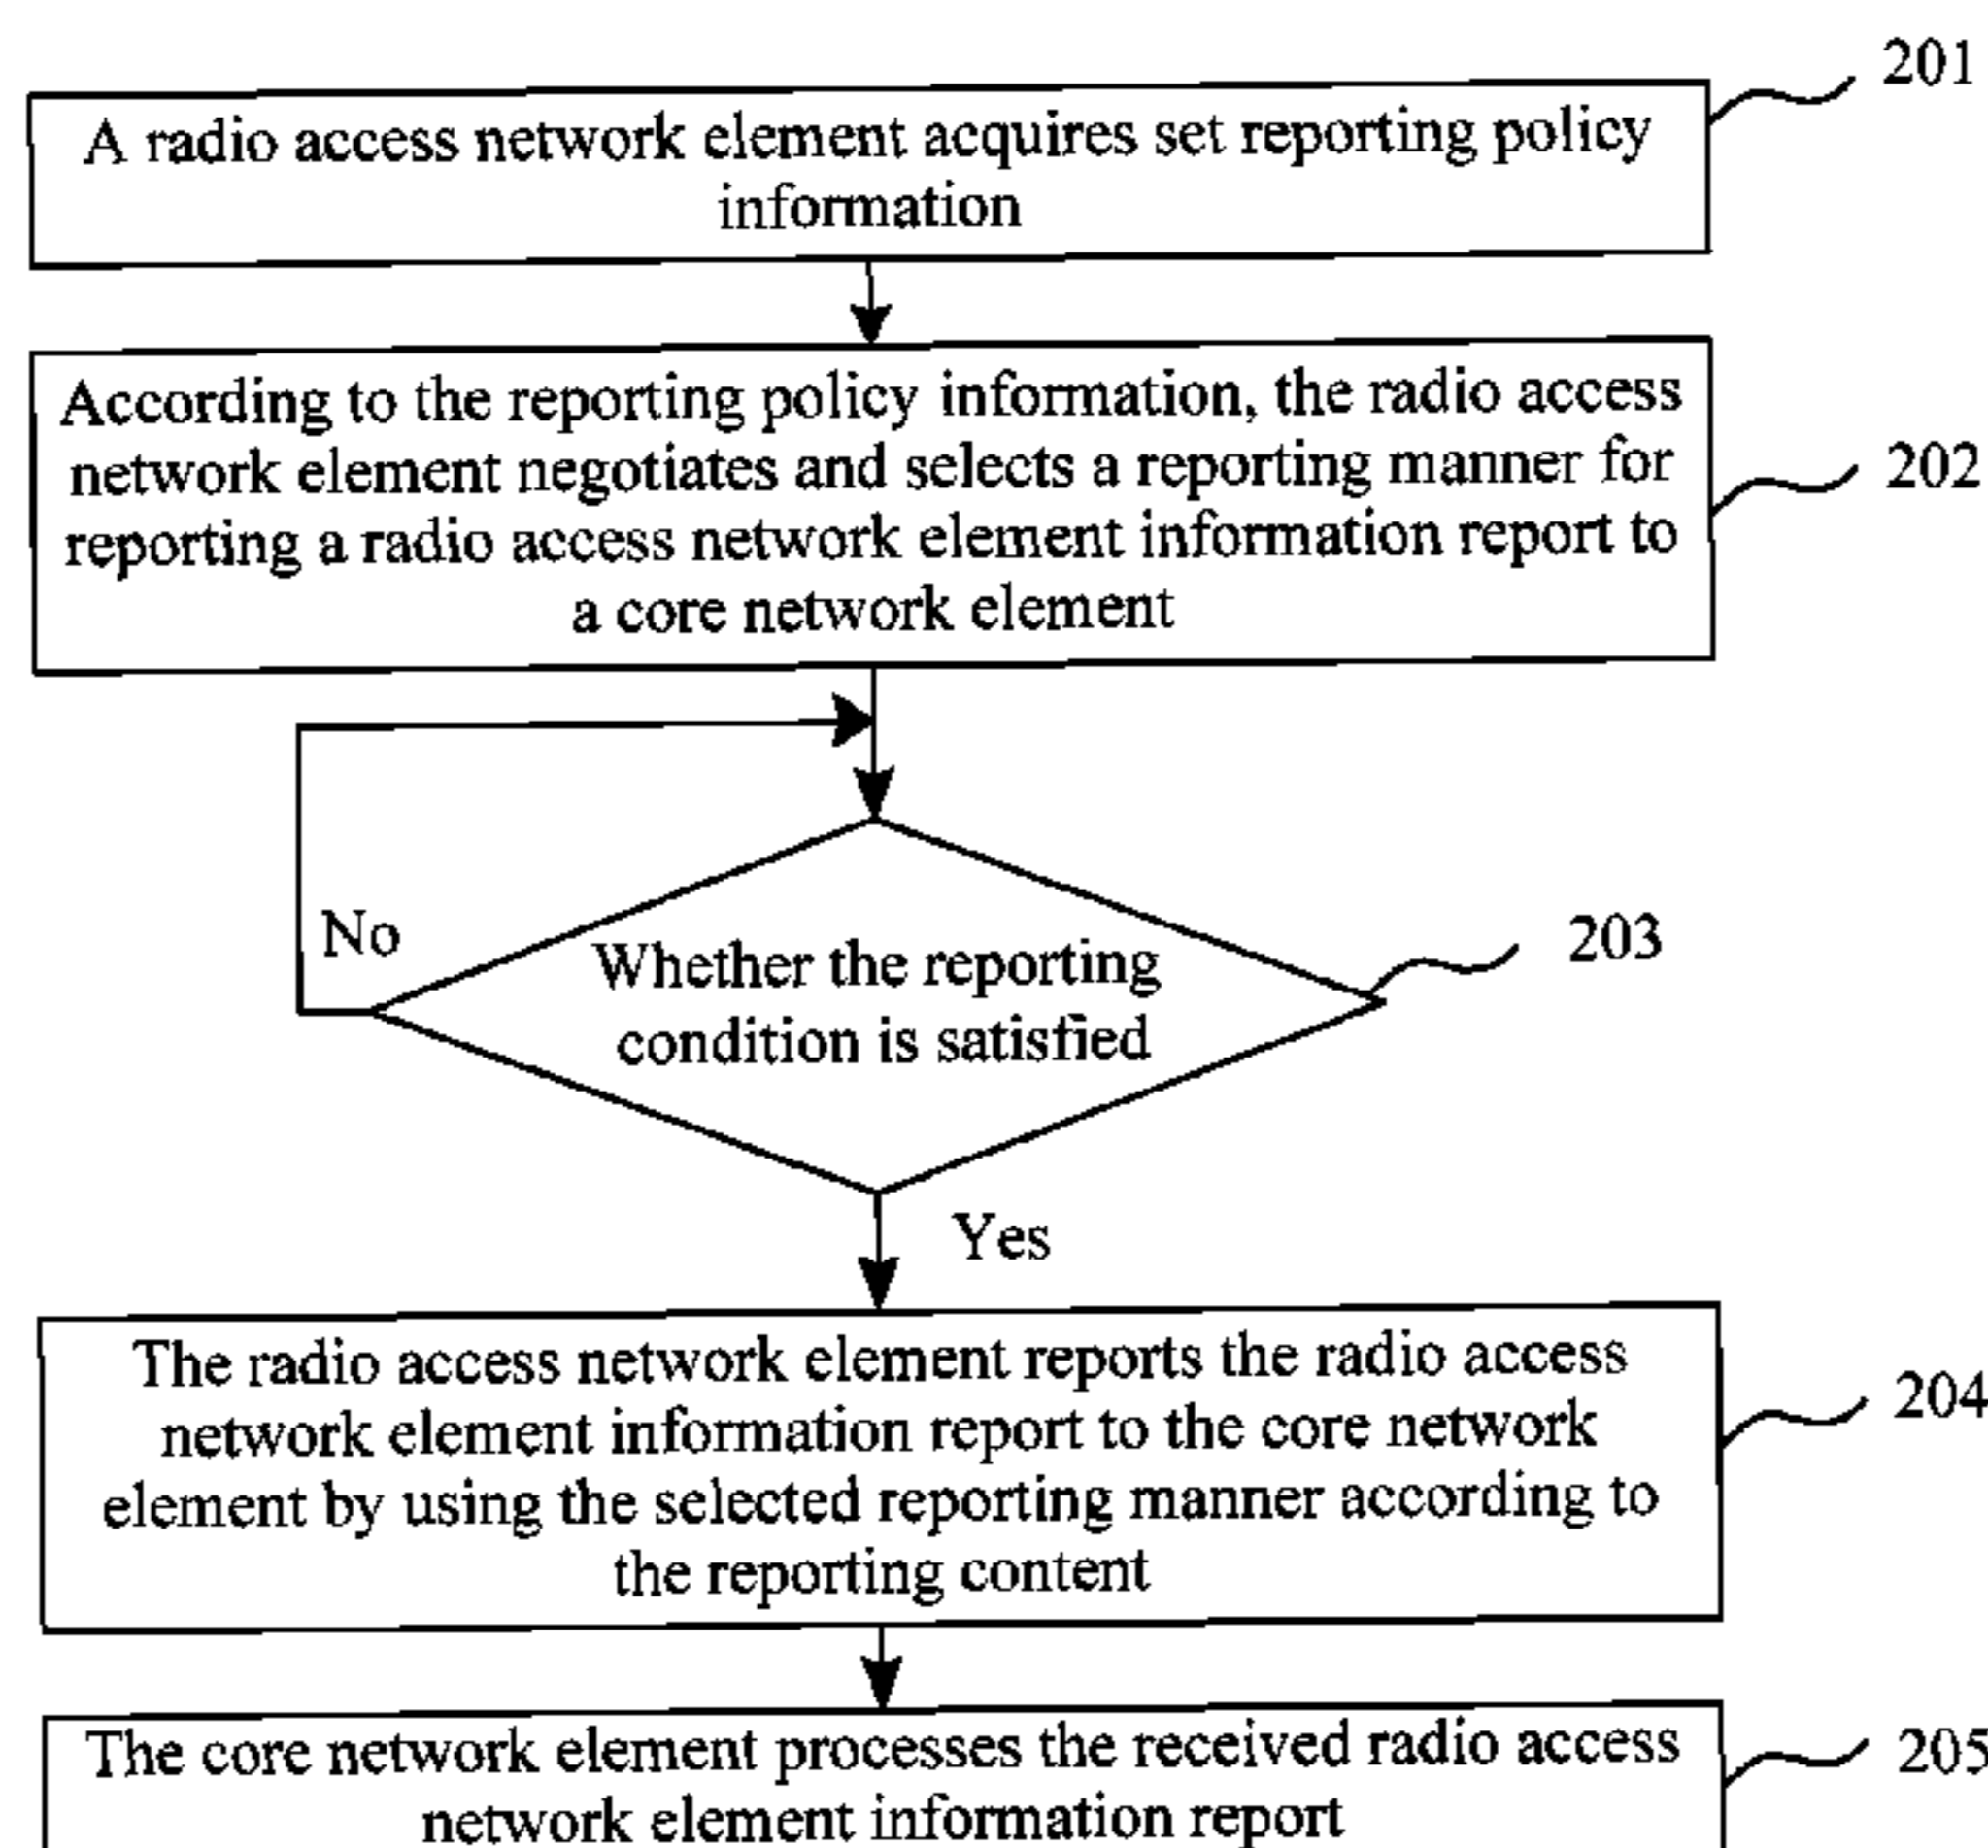 201
A radio access network element acquires set reporting policy
information
According to the reporting policy information, the radio access
network element negotiates and selects a reporting manner for
reporting a radio access network element information report to
a core network element
202
No
Whether the reporting
condition is satisfied
203
Yes
The radio access network element reports the radio access
network element information report to the core network
element by using the selected reporting manner according to
the reporting content
204
The core network element processes the received radio access
network element information report
205